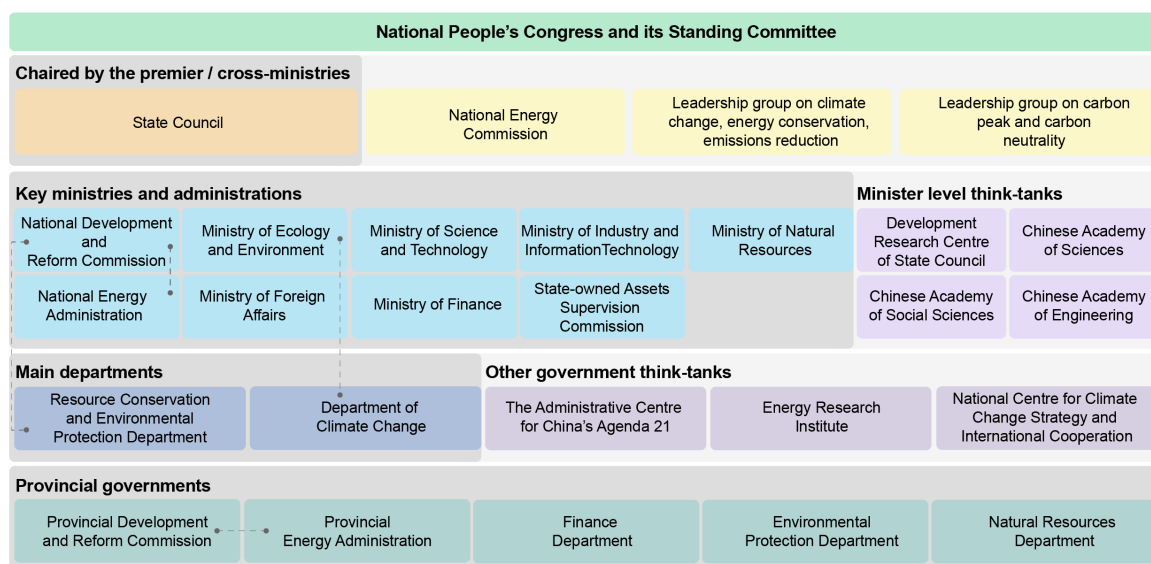 National People’s Congress and its Standing Committee
Chaired by the premier / cross-ministries
State Council
National Energy
Commission
Leadership group on climate
change, energy conservation,
emissions reduction
Leadership group on carbon
peak and carbon
neutrality
Key ministries and administrations
National Development
and
Reform Commission
Ministry of Ecology
and Environment
Ministry of Science
and Technology
Ministry of Industry and
InformationTechnology
Ministry of Natural
Resources
National Energy
Administration
Ministry of Foreign
Affairs
Ministry of Finance
State-owned Assets
Supervision
Commission
Minister level think-tanks
Development
Research Centre
of State Council
Chinese Academy
of Sciences
Chinese Academy
of Social Sciences
Chinese Academy
of Engineering
Main departments
Resource Conservation
and Environmental
Protection Department
Department of
Climate Change
Other government think-tanks
The Administrative Centre
for China’s Agenda 21
Energy Research
Institute
National Centre for Climate
Change Strategy and
International Cooperation
Provincial governments
Provincial Development
and Reform Commission
Provincial
Energy Administration
Finance
Department
Environmental
Protection Department
Natural Resources
Department